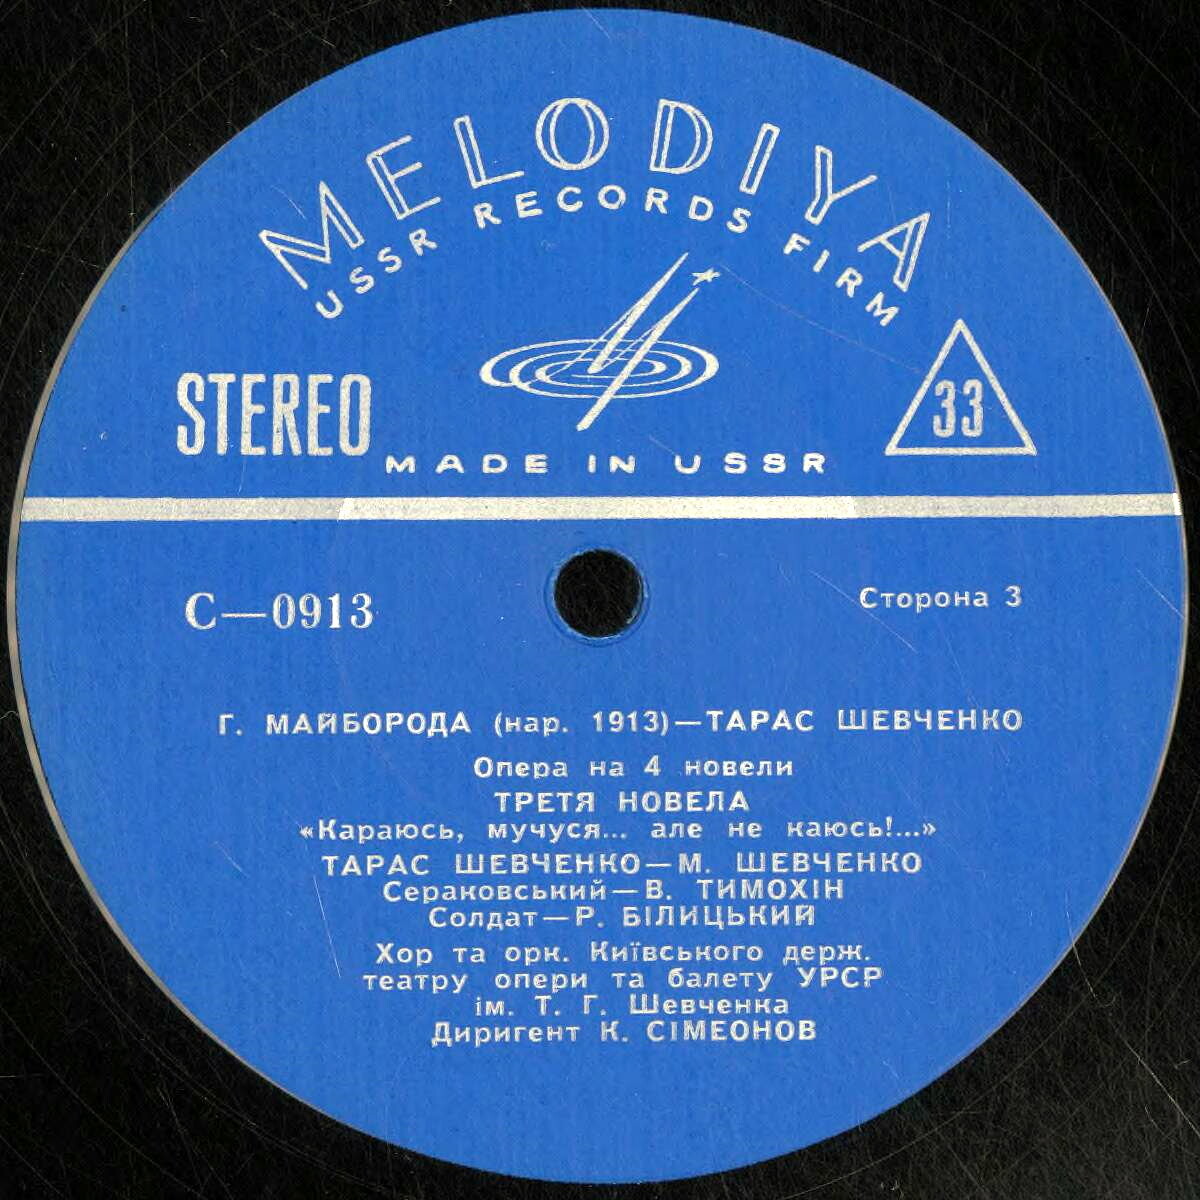 MELODIYA
USSR RECORDS FIRM
STEREO
33
MADE IN USSR
С—0913
Сторона 3
Г. МАЙБОРОДА (нар. 1913)—ТАРАС ШЕВЧЕНКО
Опера на 4 новели
ТРЕТЯ НОВЕЛА
«Караюсь, мучуся... але не каюсь!...»
ТАРАС ШЕВЧЕНКО—М. ШЕВЧЕНКО
Сераковський—В. ТИМОХІН
Солдат—Р. БІЛИЦЬКИЙ
Хор та орк. Київського держ.
театру опери та балету УРСР
ім. Т. Г. Шевченка
Диригент К. СІМЕОНОВ